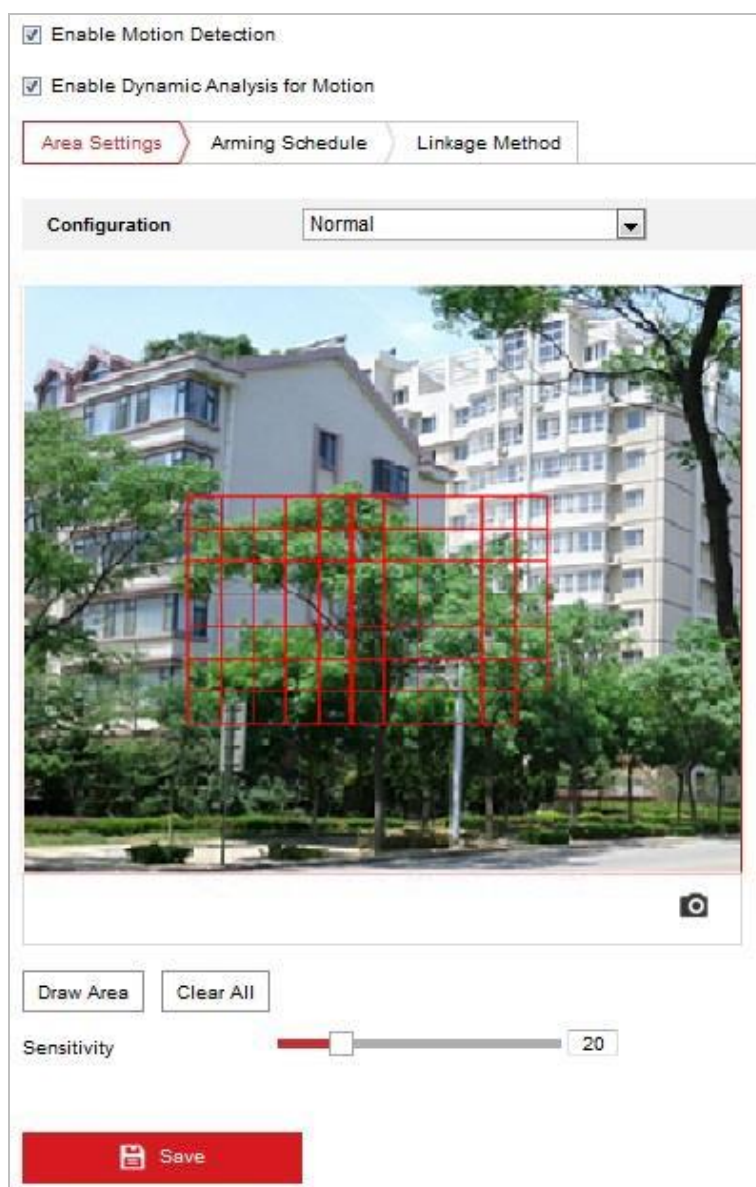 Enable Motion Detection
Enable Dynamic Analysis for Motion
Area Settings Arming Schedule Linkage Method
Configuration Normal
Draw Area Clear All
Sensitivity 20
Save